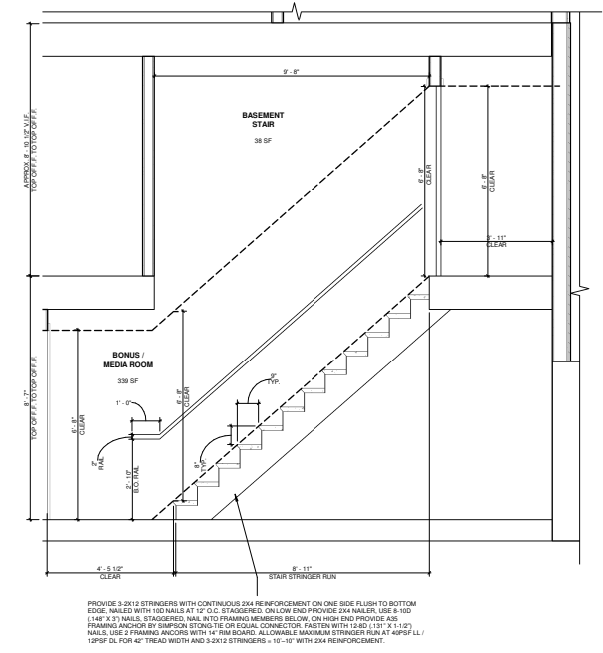 9' - 8"
BASEMENT
STAIR
38 SF
APPROX. 8' - 10 1/2" V.I.F.
TOP OF F.F. TO TOP OF F.F.
6' - 8"
CLEAR
6' - 8"
CLEAR
3' - 11"
CLEAR
BONUS /
MEDIA ROOM
339 SF
8' - 7"
TOP OF F.F. TO TOP OF F.F.
6' - 8"
CLEAR
1' - 0"
2"
RAIL
2' - 10"
B.O. RAIL
6' - 8"
CLEAR
9"
TYP.
8"
TYP.
4' - 5 1/2"
CLEAR
8' - 11"
STAIR STRINGER RUN
PROVIDE 3-2X12 STRINGERS WITH CONTINUOUS 2X4 REINFORCEMENT ON ONE SIDE FLUSH TO BOTTOM
EDGE, NAILED WITH 10D NAILS AT 12" O.C. STAGGERED. ON LOW END PROVIDE 2X4 NAILER, USE 8-10D
(.148" X 3") NAILS, STAGGERED, NAIL INTO FRAMING MEMBERS BELOW, ON HIGH END PROVIDE A35
FRAMING ANCHOR BY SIMPSON STONG-TIE OR EQUAL CONNECTOR. FASTEN WITH 12-8D (.131" X 1-1/2")
NAILS, USE 2 FRAMING ANCORS WITH 14" RIM BOARD. ALLOWABLE MAXIMUM STRINGER RUN AT 40PSF LL /
12PSF DL FOR 42" TREAD WIDTH AND 3-2X12 STRINGERS = 10'-10" WITH 2X4 REINFORCEMENT.